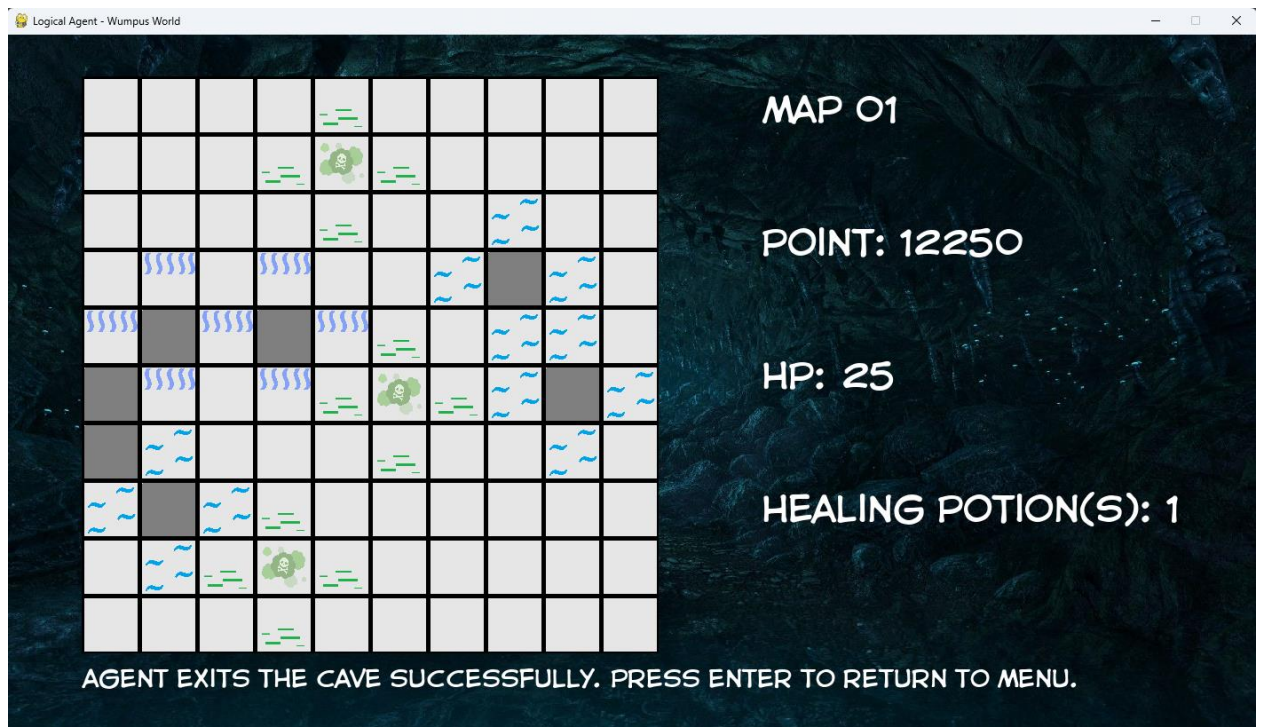 Logical Agent - Wumpus World
MAP 01
POINT: 12250
HP: 25
HEALING POTION(S): 1
AGENT EXITS THE CAVE SUCCESSFULLY. PRESS ENTER TO RETURN TO MENU.